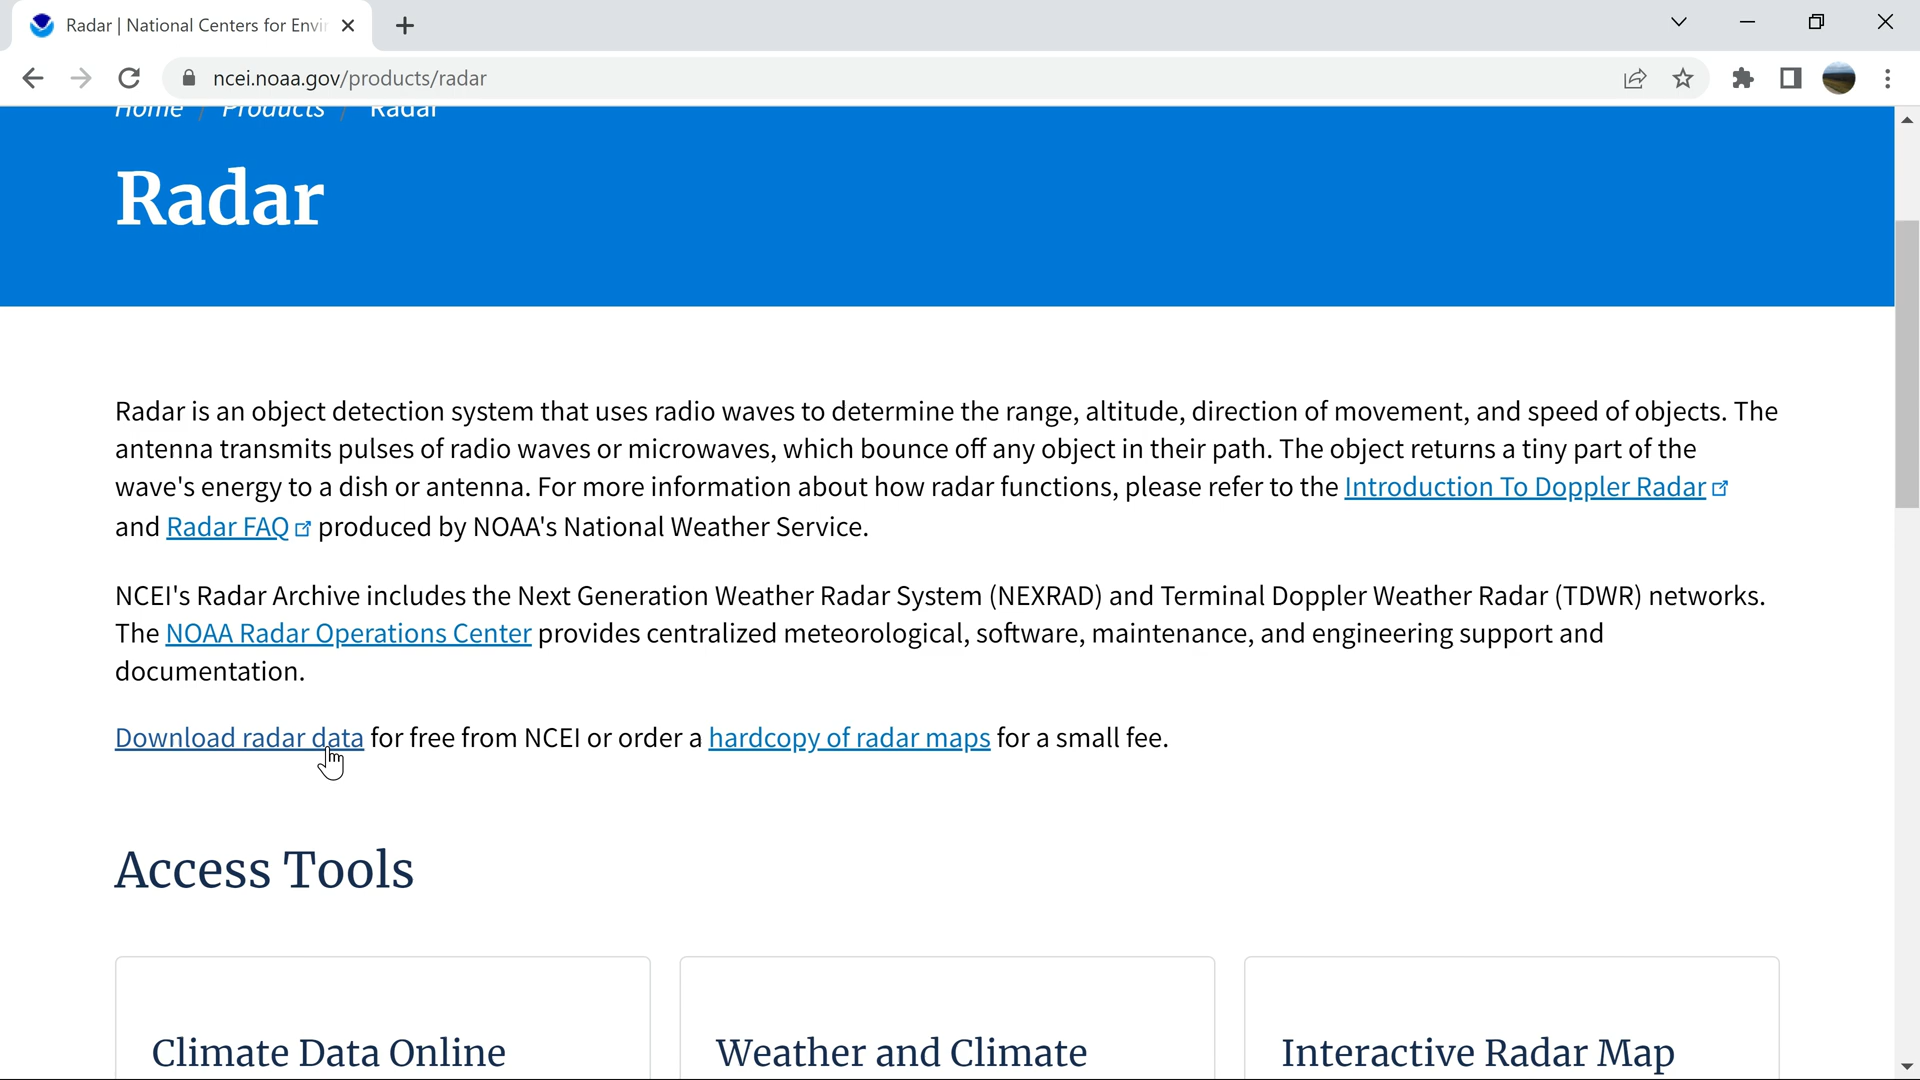 Radar | National Centers for Envir
ncei.noaa.gov/products/radar
Home / Products / Radar
Radar
Radar is an object detection system that uses radio waves to determine the range, altitude, direction of movement, and speed of objects. The
antenna transmits pulses of radio waves or microwaves, which bounce off any object in their path. The object returns a tiny part of the
wave's energy to a dish or antenna. For more information about how radar functions, please refer to the Introduction To Doppler Radar
and Radar FAQ produced by NOAA's National Weather Service.
NCEI's Radar Archive includes the Next Generation Weather Radar System (NEXRAD) and Terminal Doppler Weather Radar (TDWR) networks.
The NOAA Radar Operations Center provides centralized meteorological, software, maintenance, and engineering support and
documentation.
Download radar data for free from NCEI or order a hardcopy of radar maps for a small fee.
Access Tools
Climate Data Online
Weather and Climate
Interactive Radar Map